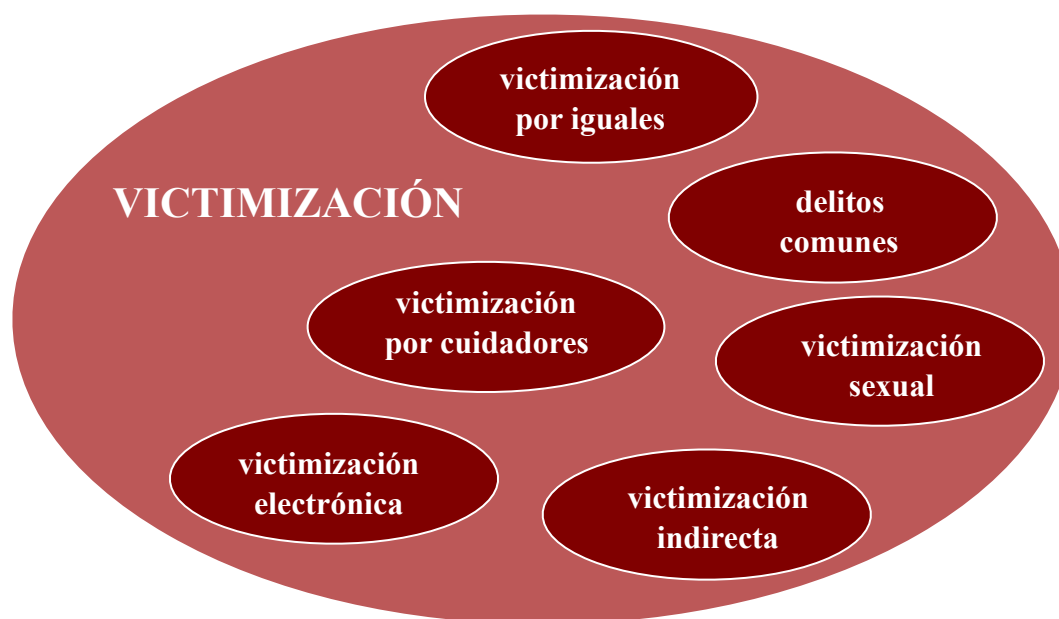 victimización
por iguales
VICTIMIZACIÓN
delitos
comunes
victimización
por cuidadores
victimización
sexual
victimización
electrónica
victimización
indirecta